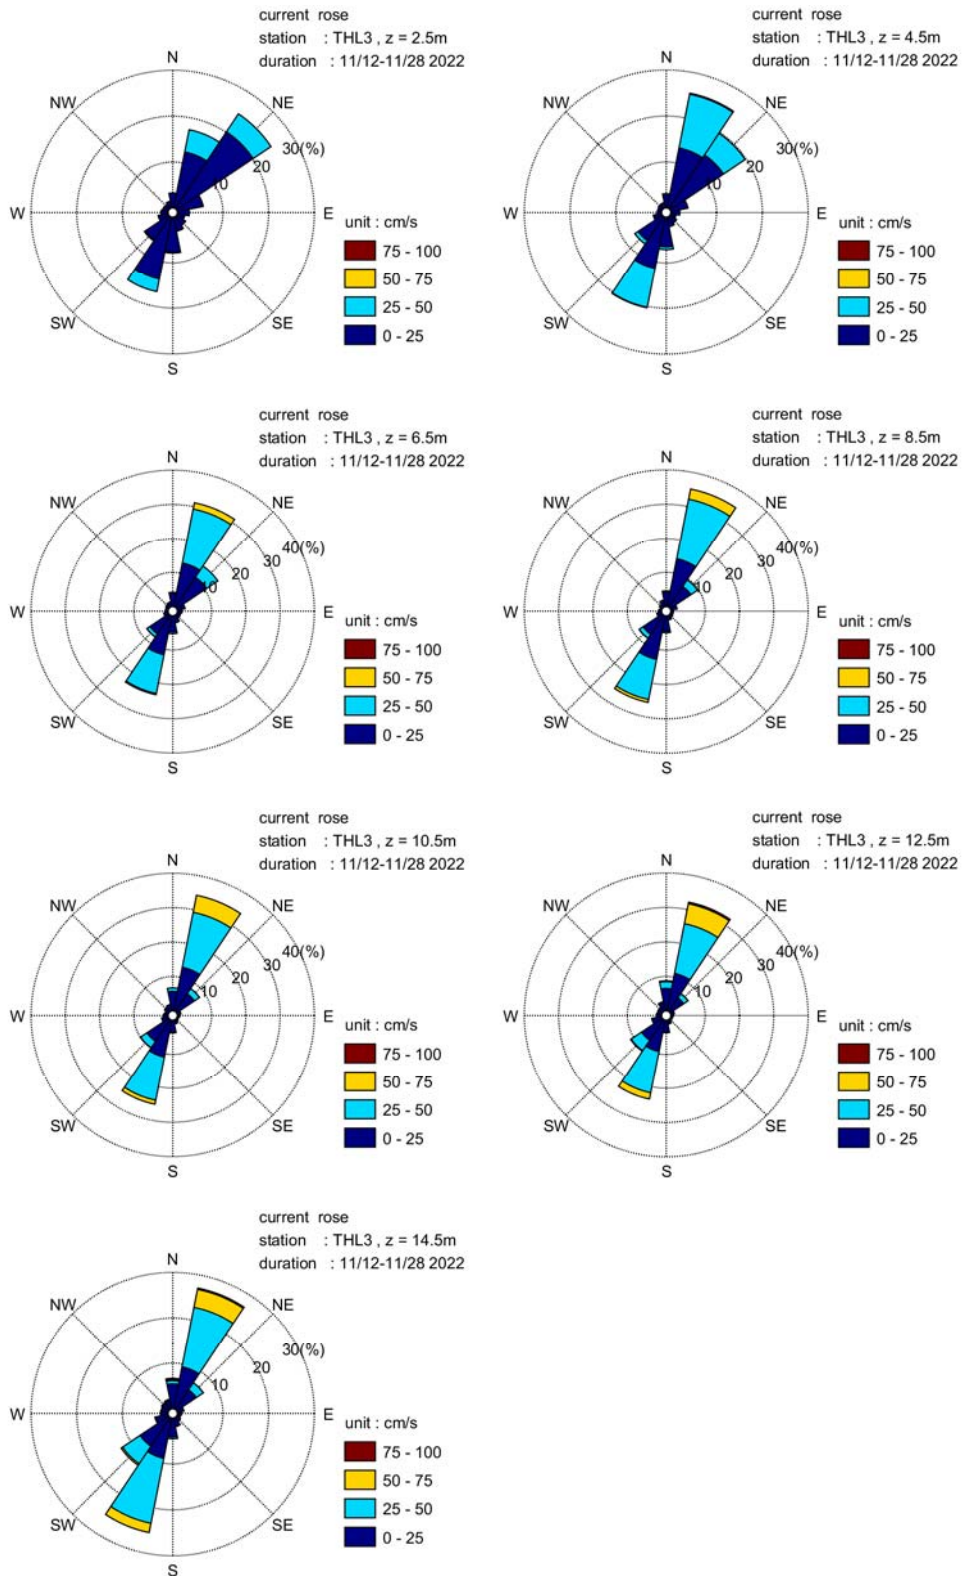 current rose
station : THL3 , z = 2.5m
duration : 11/12-11/28 2022
N
NW
NE
30(%)
20
10
W
E
unit : cm/s
75 - 100
50 - 75
25 - 50
0 - 25
SW
SE
S
current rose
station : THL3 , z = 4.5m
duration : 11/12-11/28 2022
N
NW
NE
30(%)
20
10
W
E
unit : cm/s
75 - 100
50 - 75
25 - 50
0 - 25
SW
SE
S
current rose
station : THL3 , z = 6.5m
duration : 11/12-11/28 2022
N
NW
NE
40(%)
30
20
10
W
E
unit : cm/s
75 - 100
50 - 75
25 - 50
0 - 25
SW
SE
S
current rose
station : THL3 , z = 8.5m
duration : 11/12-11/28 2022
N
NW
NE
40(%)
30
20
10
W
E
unit : cm/s
75 - 100
50 - 75
25 - 50
0 - 25
SW
SE
S
current rose
station : THL3 , z = 10.5m
duration : 11/12-11/28 2022
N
NW
NE
40(%)
30
20
10
W
E
unit : cm/s
75 - 100
50 - 75
25 - 50
0 - 25
SW
SE
S
current rose
station : THL3 , z = 12.5m
duration : 11/12-11/28 2022
N
NW
NE
40(%)
30
20
10
W
E
unit : cm/s
75 - 100
50 - 75
25 - 50
0 - 25
SW
SE
S
current rose
station : THL3 , z = 14.5m
duration : 11/12-11/28 2022
N
NW
NE
30(%)
20
10
W
E
unit : cm/s
75 - 100
50 - 75
25 - 50
0 - 25
SW
SE
S